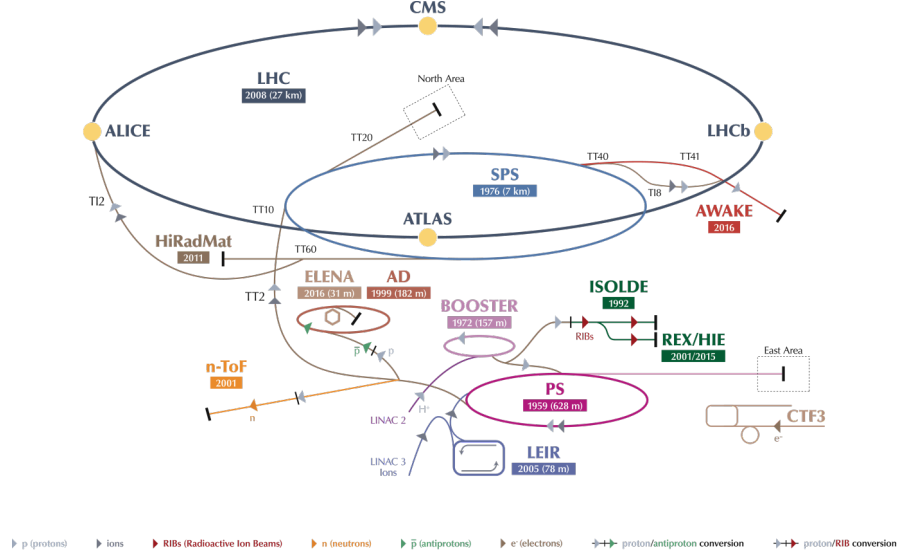 CMS
LHC
2008 (27 km)
North Area
ALICE
LHCb
TT20
TT40
TT41
SPS
1976 (7 km)
TI8
TI2
TT10
ATLAS
AWAKE
2016
HiRadMat
2011
TT60
ELENA
2016 (31 m)
AD
1999 (182 m)
TT2
BOOSTER
1972 (157 m)
ISOLDE
1992
RIBs
REX/HIE
2001/2015
p̅
p
East Area
n-ToF
2001
n
PS
1959 (628 m)
H⁺
LINAC 2
CTF3
e⁻
LINAC 3
Ions
LEIR
2005 (78 m)
p (protons)
ions
RIBs (Radioactive Ion Beams)
n (neutrons)
p̅ (antiprotons)
e⁻ (electrons)
proton/antiproton conversion
proton/RIB conversion